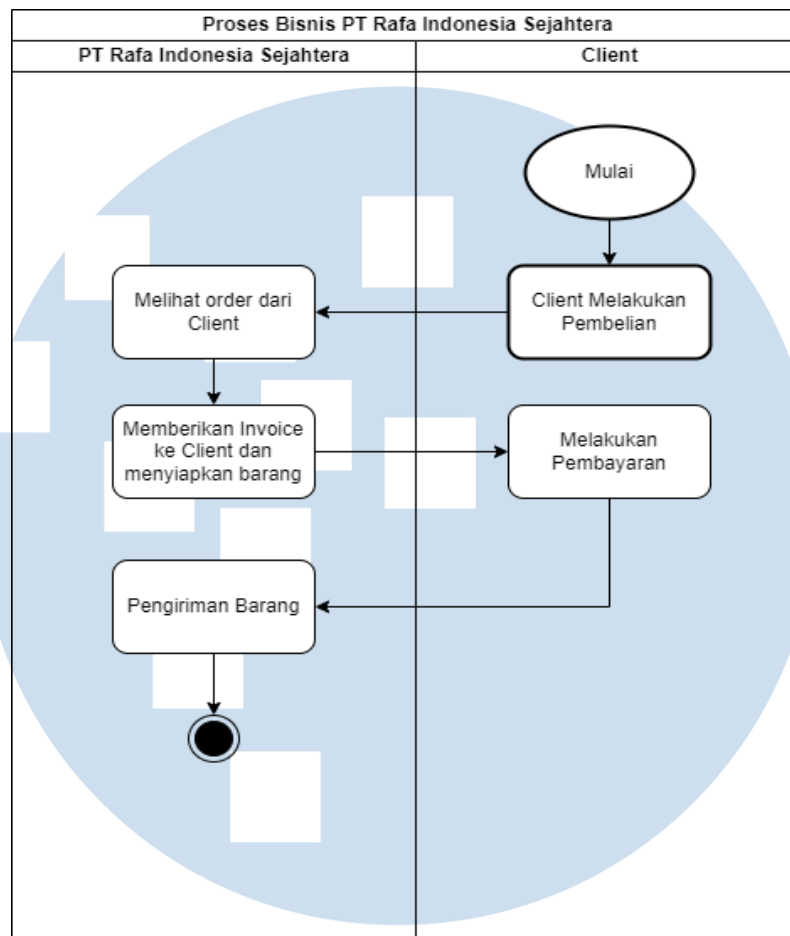 Proses Bisnis PT Rafa Indonesia Sejahtera
PT Rafa Indonesia Sejahtera
Client
Mulai
Client Melakukan
Pembelian
Melihat order dari
Client
Memberikan Invoice
ke Client dan
menyiapkan barang
Melakukan
Pembayaran
Pengiriman Barang